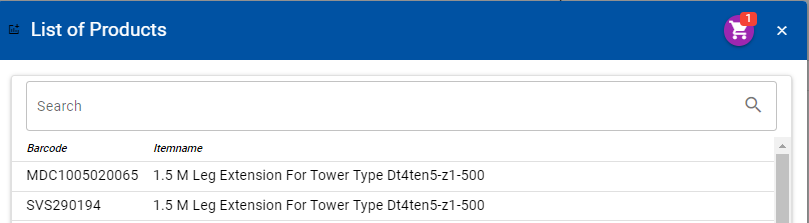 List of Products
1
Search
Barcode Itemname
MDC1005020065 1.5 M Leg Extension For Tower Type Dt4ten5-z1-500
SVS290194 1.5 M Leg Extension For Tower Type Dt4ten5-z1-500